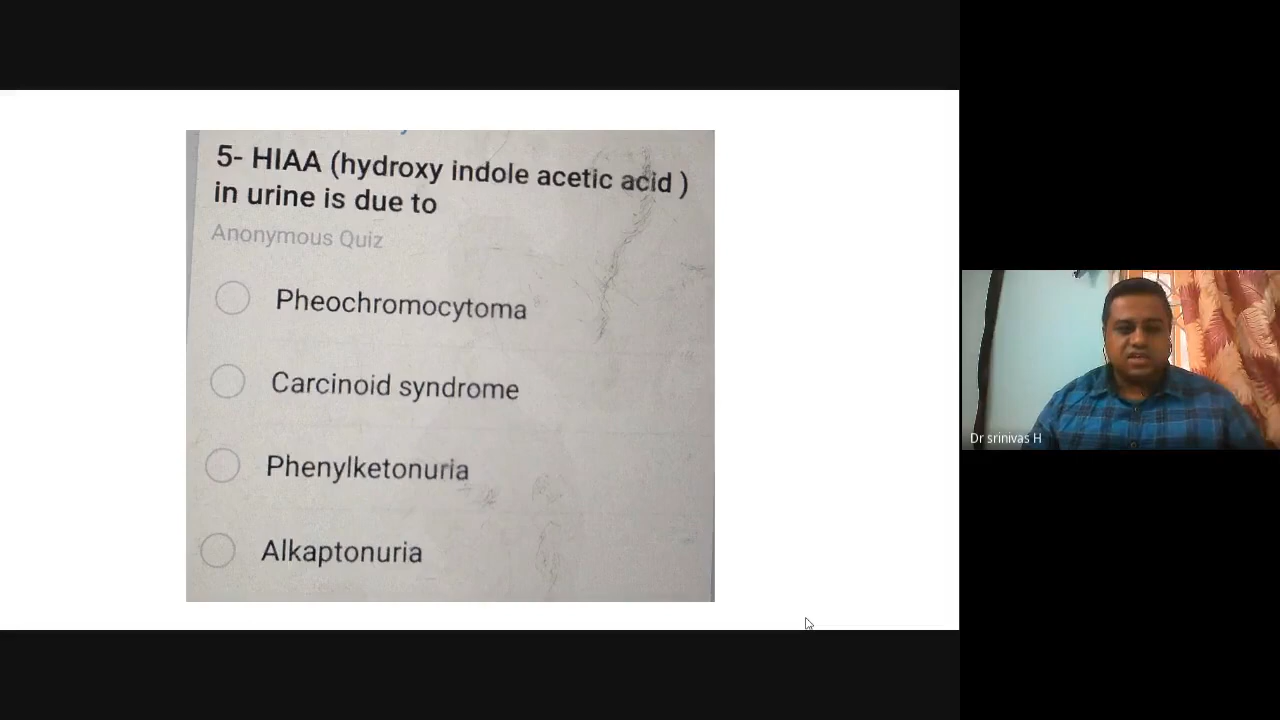 5- HIAA (hydroxy indole acetic acid )
in urine is due to
Anonymous Quiz
Pheochromocytoma
Carcinoid syndrome
Phenylketonuria
Alkaptonuria
Dr srinivas H